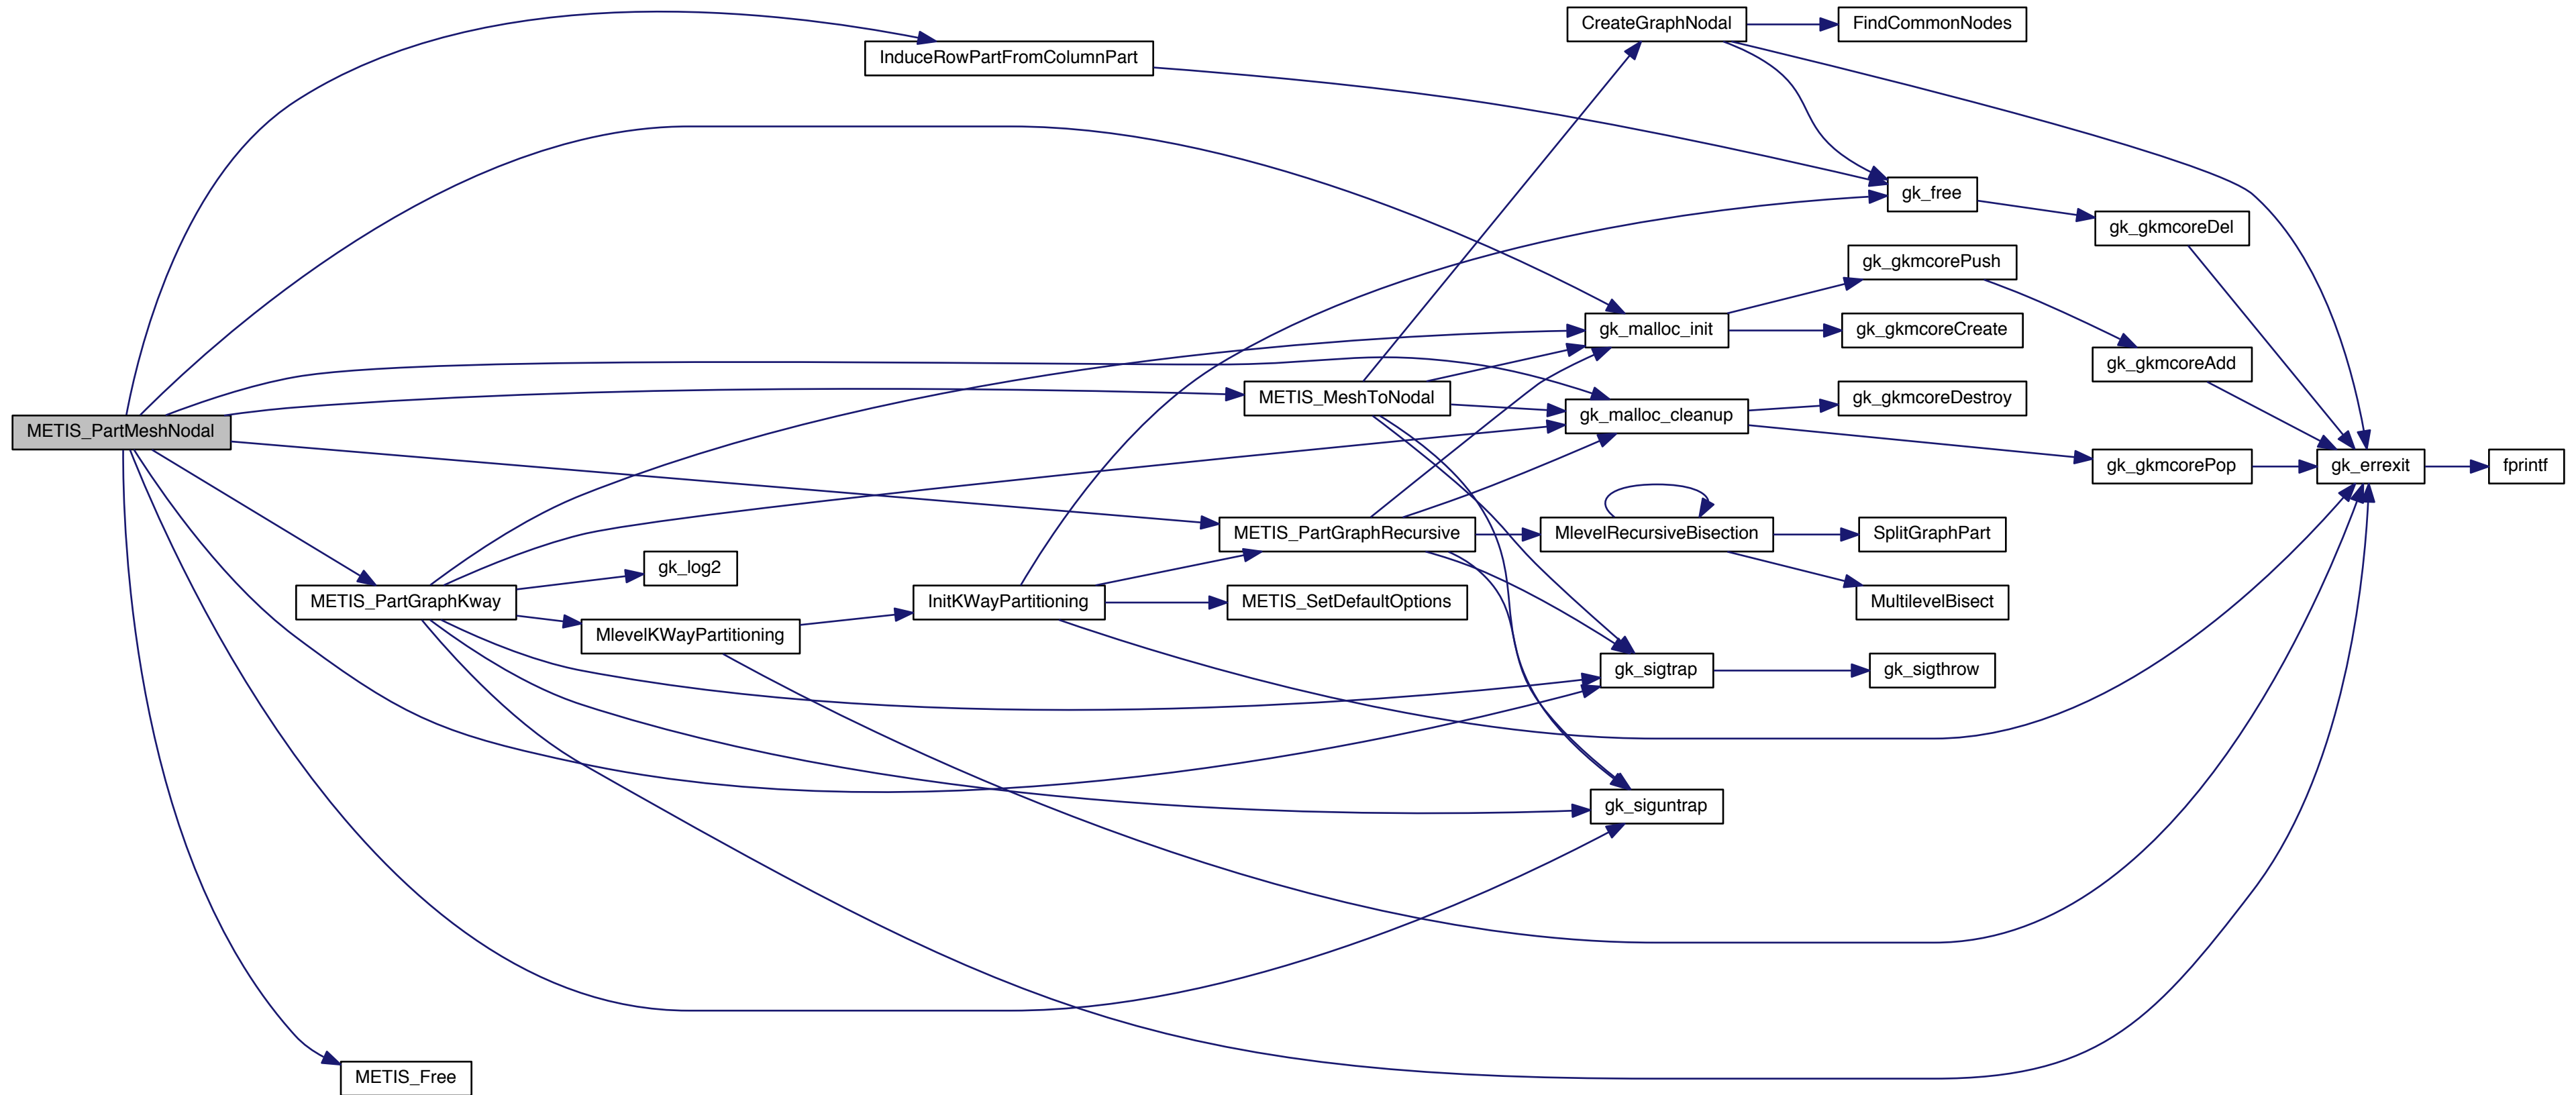 CreateGraphNodal
FindCommonNodes
InduceRowPartFromColumnPart
gk_free
gk_gkmcoreDel
gk_gkmcorePush
gk_malloc_init
gk_gkmcoreCreate
gk_gkmcoreAdd
METIS_MeshToNodal
gk_malloc_cleanup
gk_gkmcoreDestroy
METIS_PartMeshNodal
gk_gkmcorePop
gk_errexit
fprintf
METIS_PartGraphRecursive
MlevelRecursiveBisection
SplitGraphPart
gk_log2
METIS_PartGraphKway
InitKWayPartitioning
METIS_SetDefaultOptions
MultilevelBisect
MlevelKWayPartitioning
gk_sigtrap
gk_sigthrow
gk_siguntrap
METIS_Free